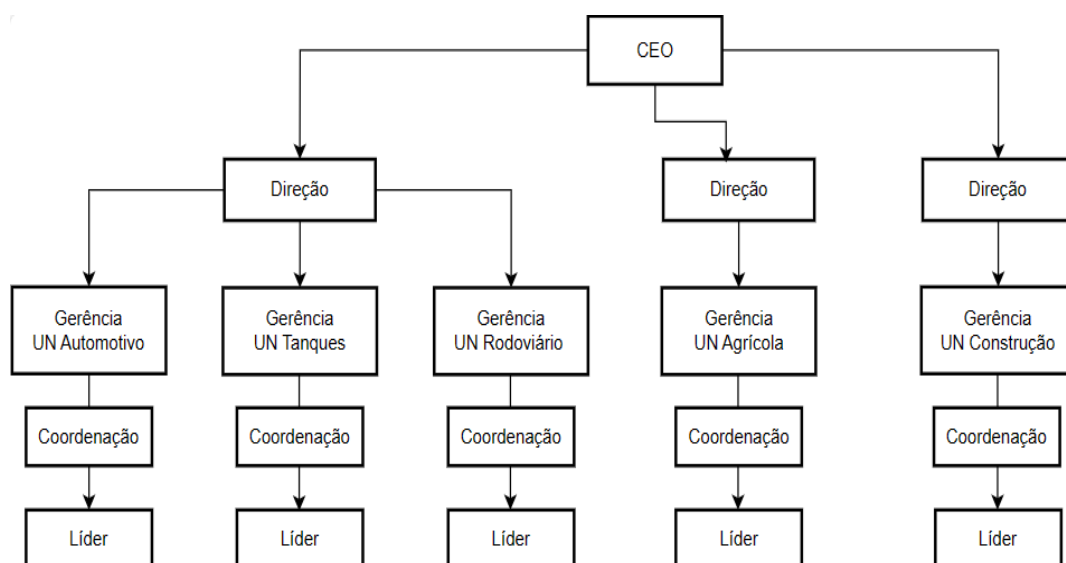 CEO
Direção
Direção
Direção
Gerência
UN Automotivo
Gerência
UN Tanques
Gerência
UN Rodoviário
Gerência
UN Agrícola
Gerência
UN Construção
Coordenação
Coordenação
Coordenação
Coordenação
Coordenação
Líder
Líder
Líder
Líder
Líder